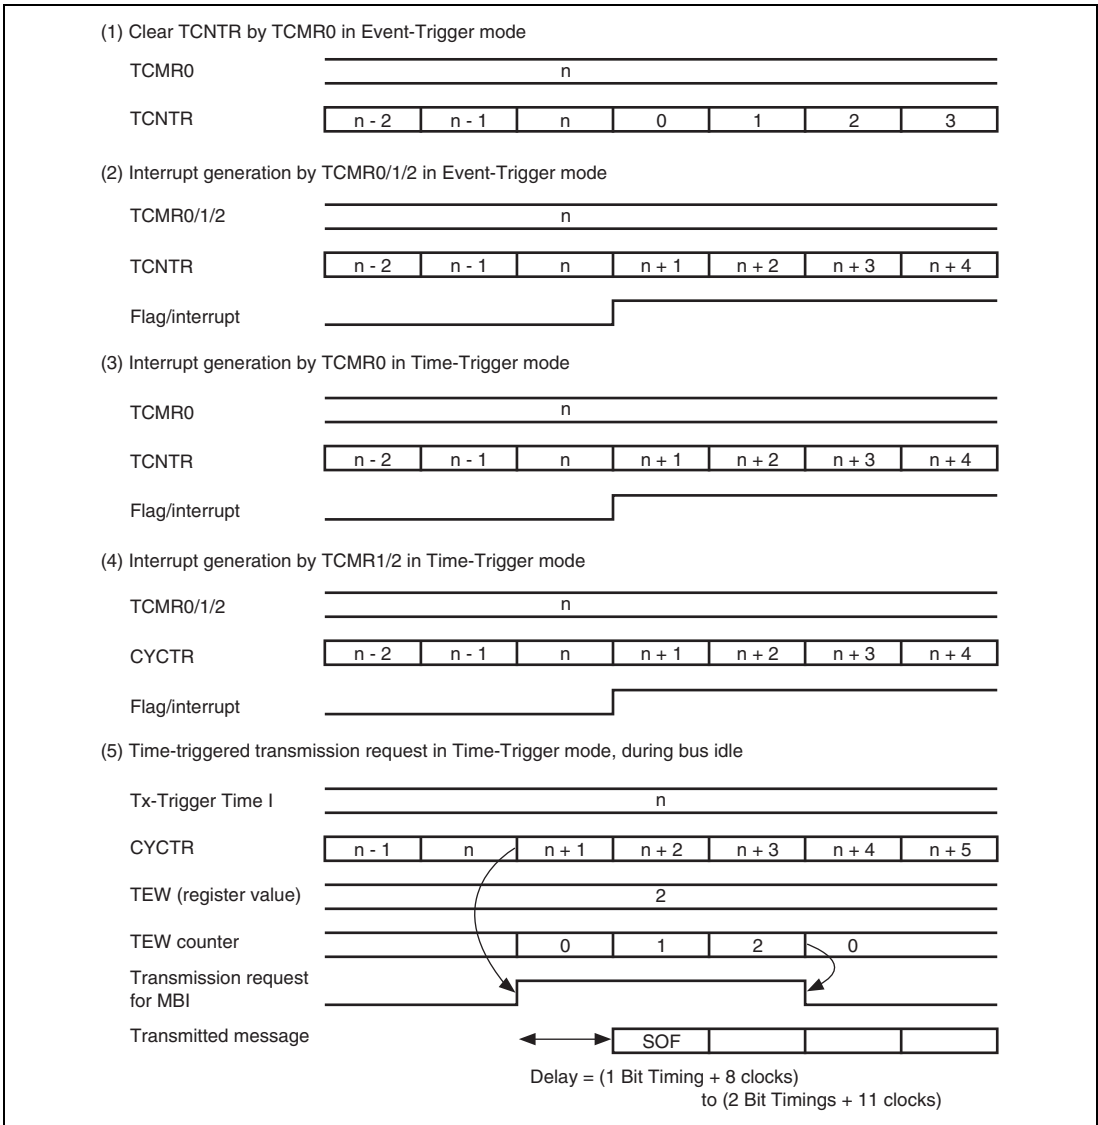 (1) Clear TCNTR by TCMR0 in Event-Trigger mode
TCMR0 n
TCNTR n - 2 n - 1 n 0 1 2 3
(2) Interrupt generation by TCMR0/1/2 in Event-Trigger mode
TCMR0/1/2 n
TCNTR n - 2 n - 1 n n + 1 n + 2 n + 3 n + 4
Flag/interrupt
(3) Interrupt generation by TCMR0 in Time-Trigger mode
TCMR0 n
TCNTR n - 2 n - 1 n n + 1 n + 2 n + 3 n + 4
Flag/interrupt
(4) Interrupt generation by TCMR1/2 in Time-Trigger mode
TCMR0/1/2 n
CYCTR n - 2 n - 1 n n + 1 n + 2 n + 3 n + 4
Flag/interrupt
(5) Time-triggered transmission request in Time-Trigger mode, during bus idle
Tx-Trigger Time I n
CYCTR n - 1 n n + 1 n + 2 n + 3 n + 4 n + 5
TEW (register value) 2
TEW counter 0 1 2 0
Transmission request
for MBI
Transmitted message SOF
Delay = (1 Bit Timing + 8 clocks)
to (2 Bit Timings + 11 clocks)